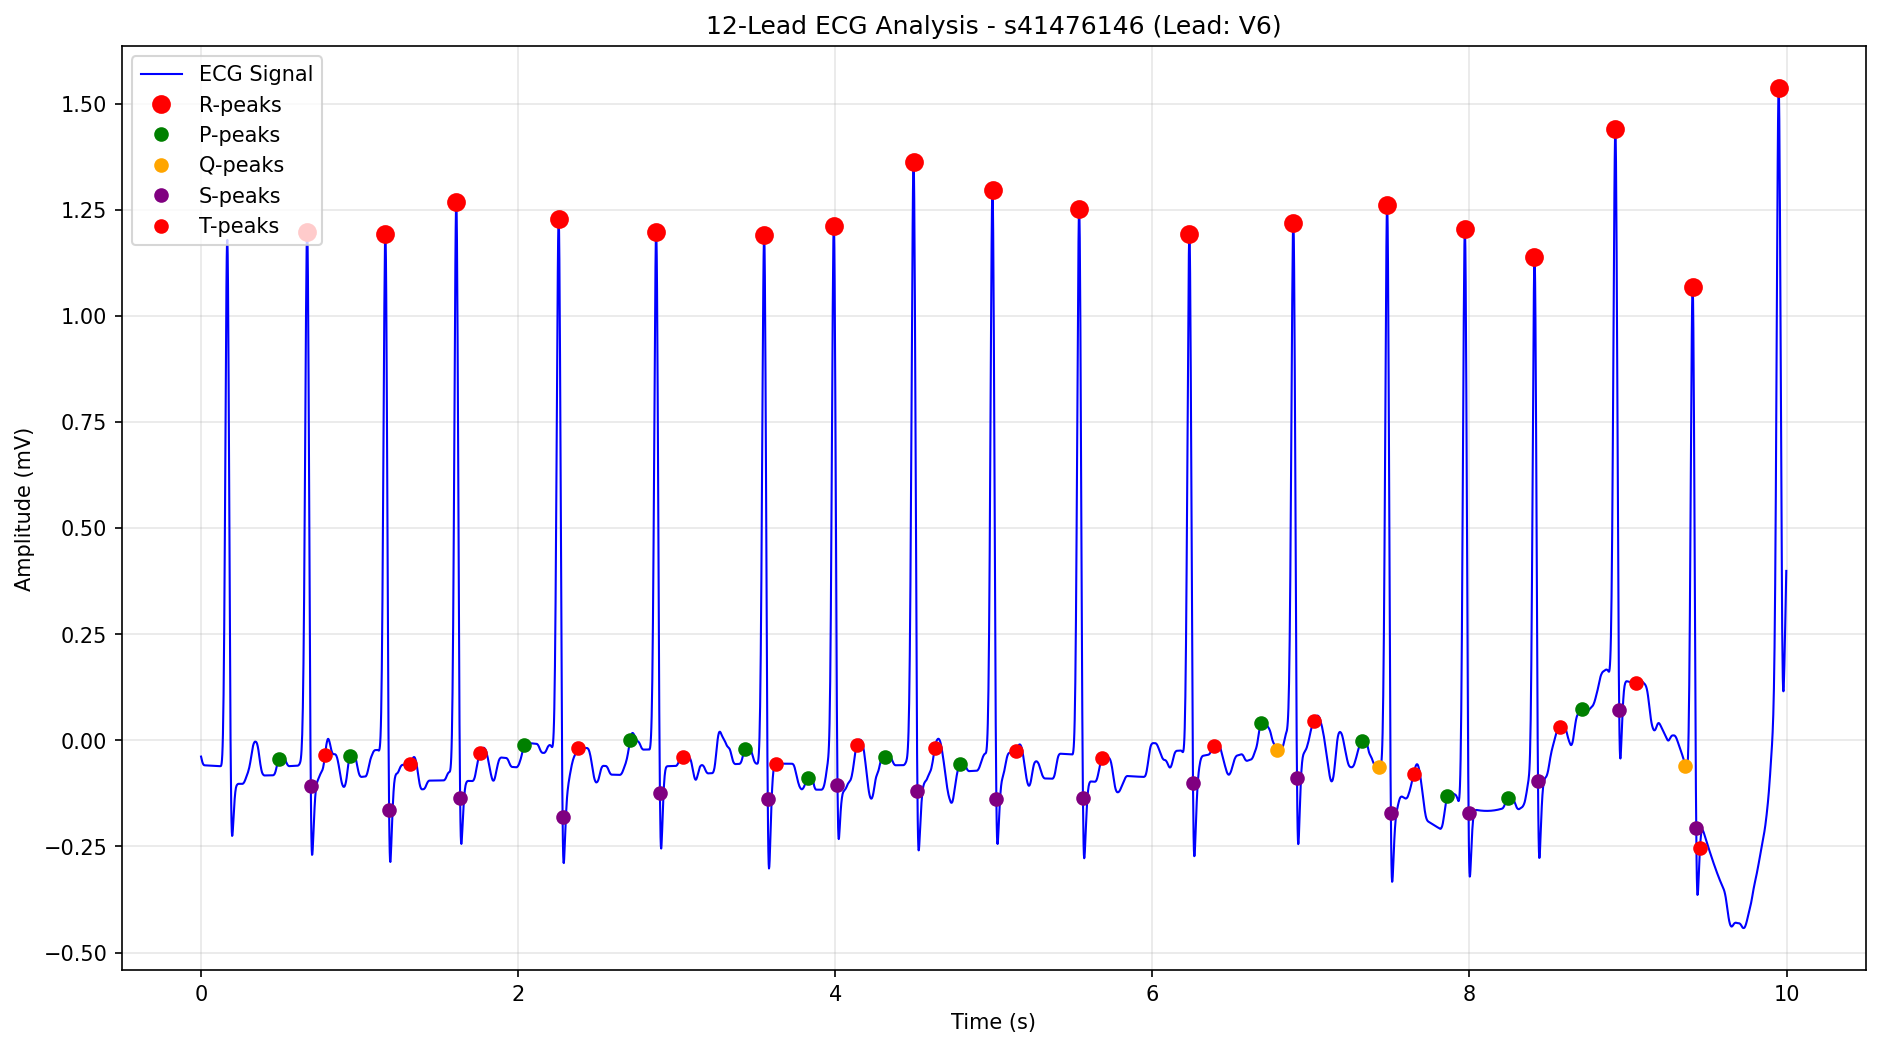 12-Lead ECG Analysis - s41476146 (Lead: V6)
ECG Signal
R-peaks
P-peaks
Q-peaks
S-peaks
T-peaks
Amplitude (mV)
1.50
1.25
1.00
0.75
0.50
0.25
0.00
−0.25
−0.50
0 2 4 6 8 10
Time (s)